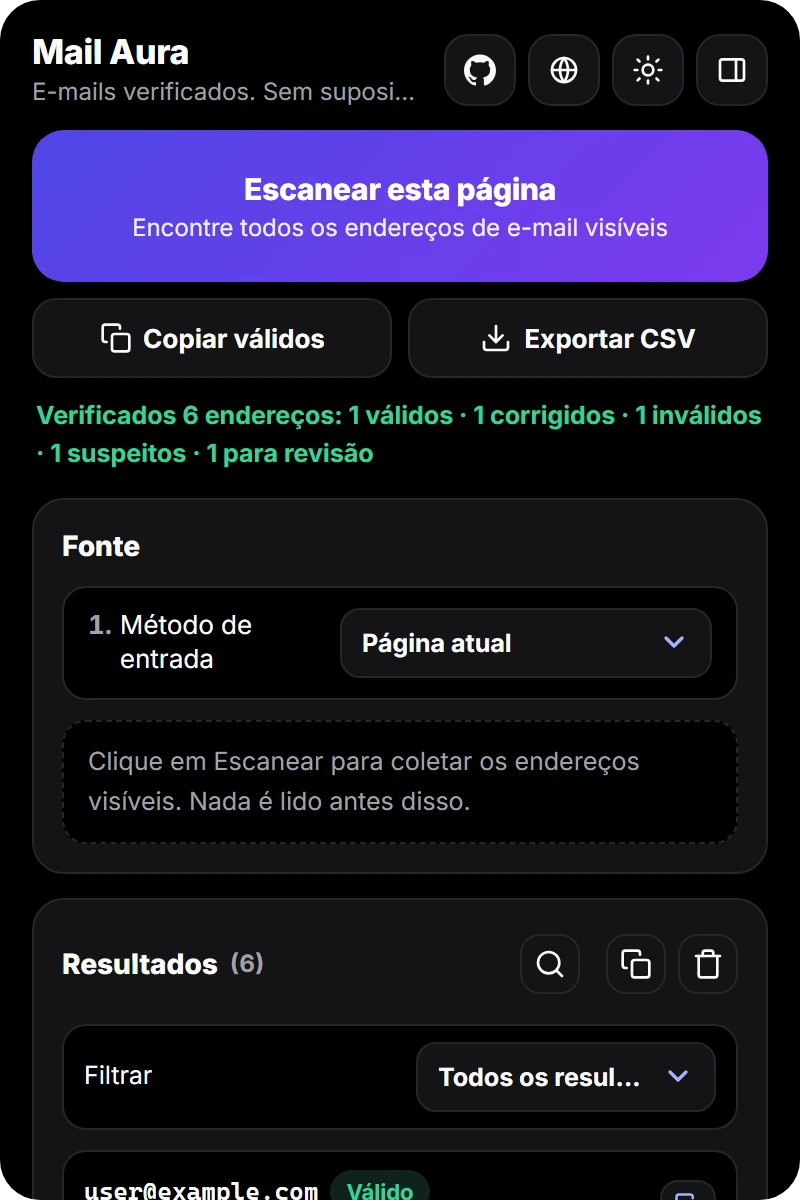 Mail Aura
E-mails verificados. Sem suposi...
Escanear esta página
Encontre todos os endereços de e-mail visíveis
Copiar válidos
Exportar CSV
Verificados 6 endereços: 1 válidos · 1 corrigidos · 1 inválidos
· 1 suspeitos · 1 para revisão
Fonte
1. Método de
entrada
Página atual
Clique em Escanear para coletar os endereços
visíveis. Nada é lido antes disso.
Resultados (6)
Filtrar
Todos os resul...
user@example.com Válido